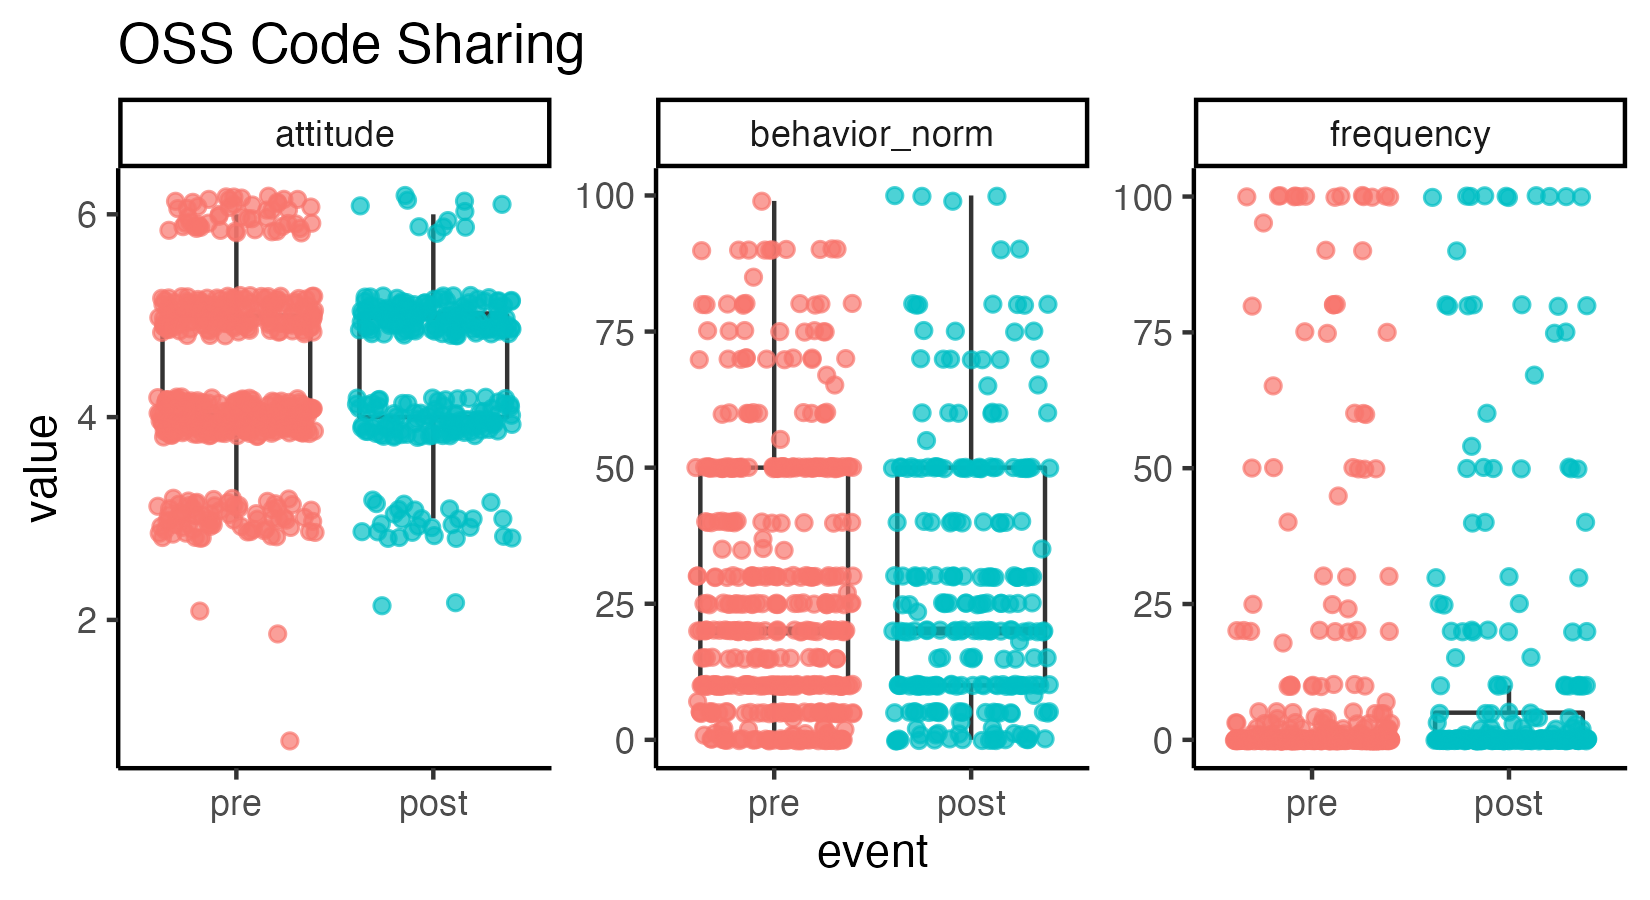 OSS Code Sharing
attitude
behavior_norm
frequency
value
6
4
2
100
75
50
25
0
100
75
50
25
0
pre
post
pre
post
pre
post
event